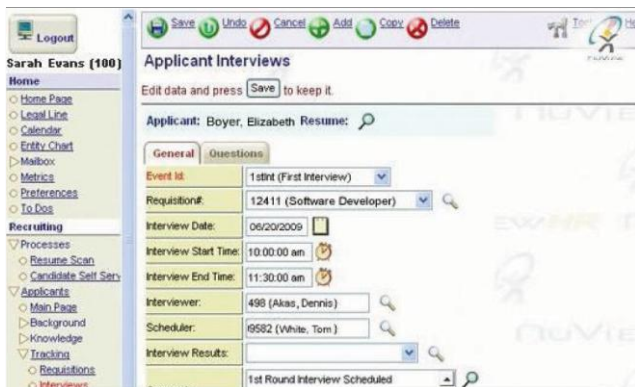 Save Undo Cancel Add Copy Delete
Logout
Sarah Evans (100)
Home
Home Page
Legal Line
Calendar
Entity Chart
Mailbox
Metrics
Preferences
To Dos
Recruiting
Processes
Resume Scan
Candidate Self Serv
Applicants
Main Page
Background
Knowledge
Tracking
Requisitions
Interviews
Applicant Interviews
Edit data and press Save to keep it.
Applicant: Boyer, Elizabeth Resume:
General Questions
Event Id: 1stInt (First Interview)
Requisition#: 12411 (Software Developer)
Interview Date: 06/20/2009
Interview Start Time: 10:00:00 am
Interview End Time: 11:30:00 am
Interviewer: 498 (Akas, Dennis)
Scheduler: 9582 (White, Tom)
Interview Results:
1st Round Interview Scheduled